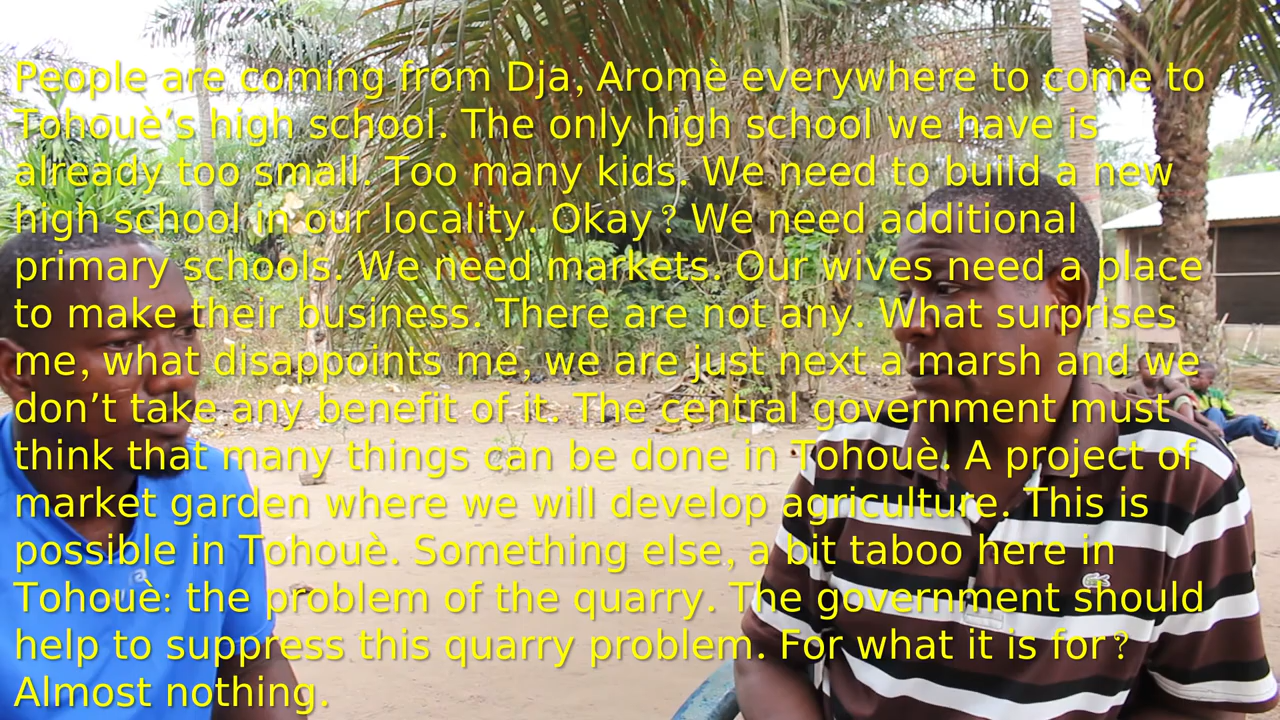 People are coming from Dja, Aromè everywhere to come to
Tohouè's high school. The only high school we have is
already too small. Too many kids. We need to build a new
high school in our locality. Okay? We need additional
primary schools. We need markets. Our wives need a place
to make their business. There are not any. What surprises
me, what disappoints me, we are just next a marsh and we
don't take any benefit of it. The central government must
think that many things can be done in Tohouè. A project of
market garden where we will develop agriculture. This is
possible in Tohouè. Something else, a bit taboo here in
Tohouè: the problem of the quarry. The government should
help to suppress this quarry problem. For what it is for?
Almost nothing.